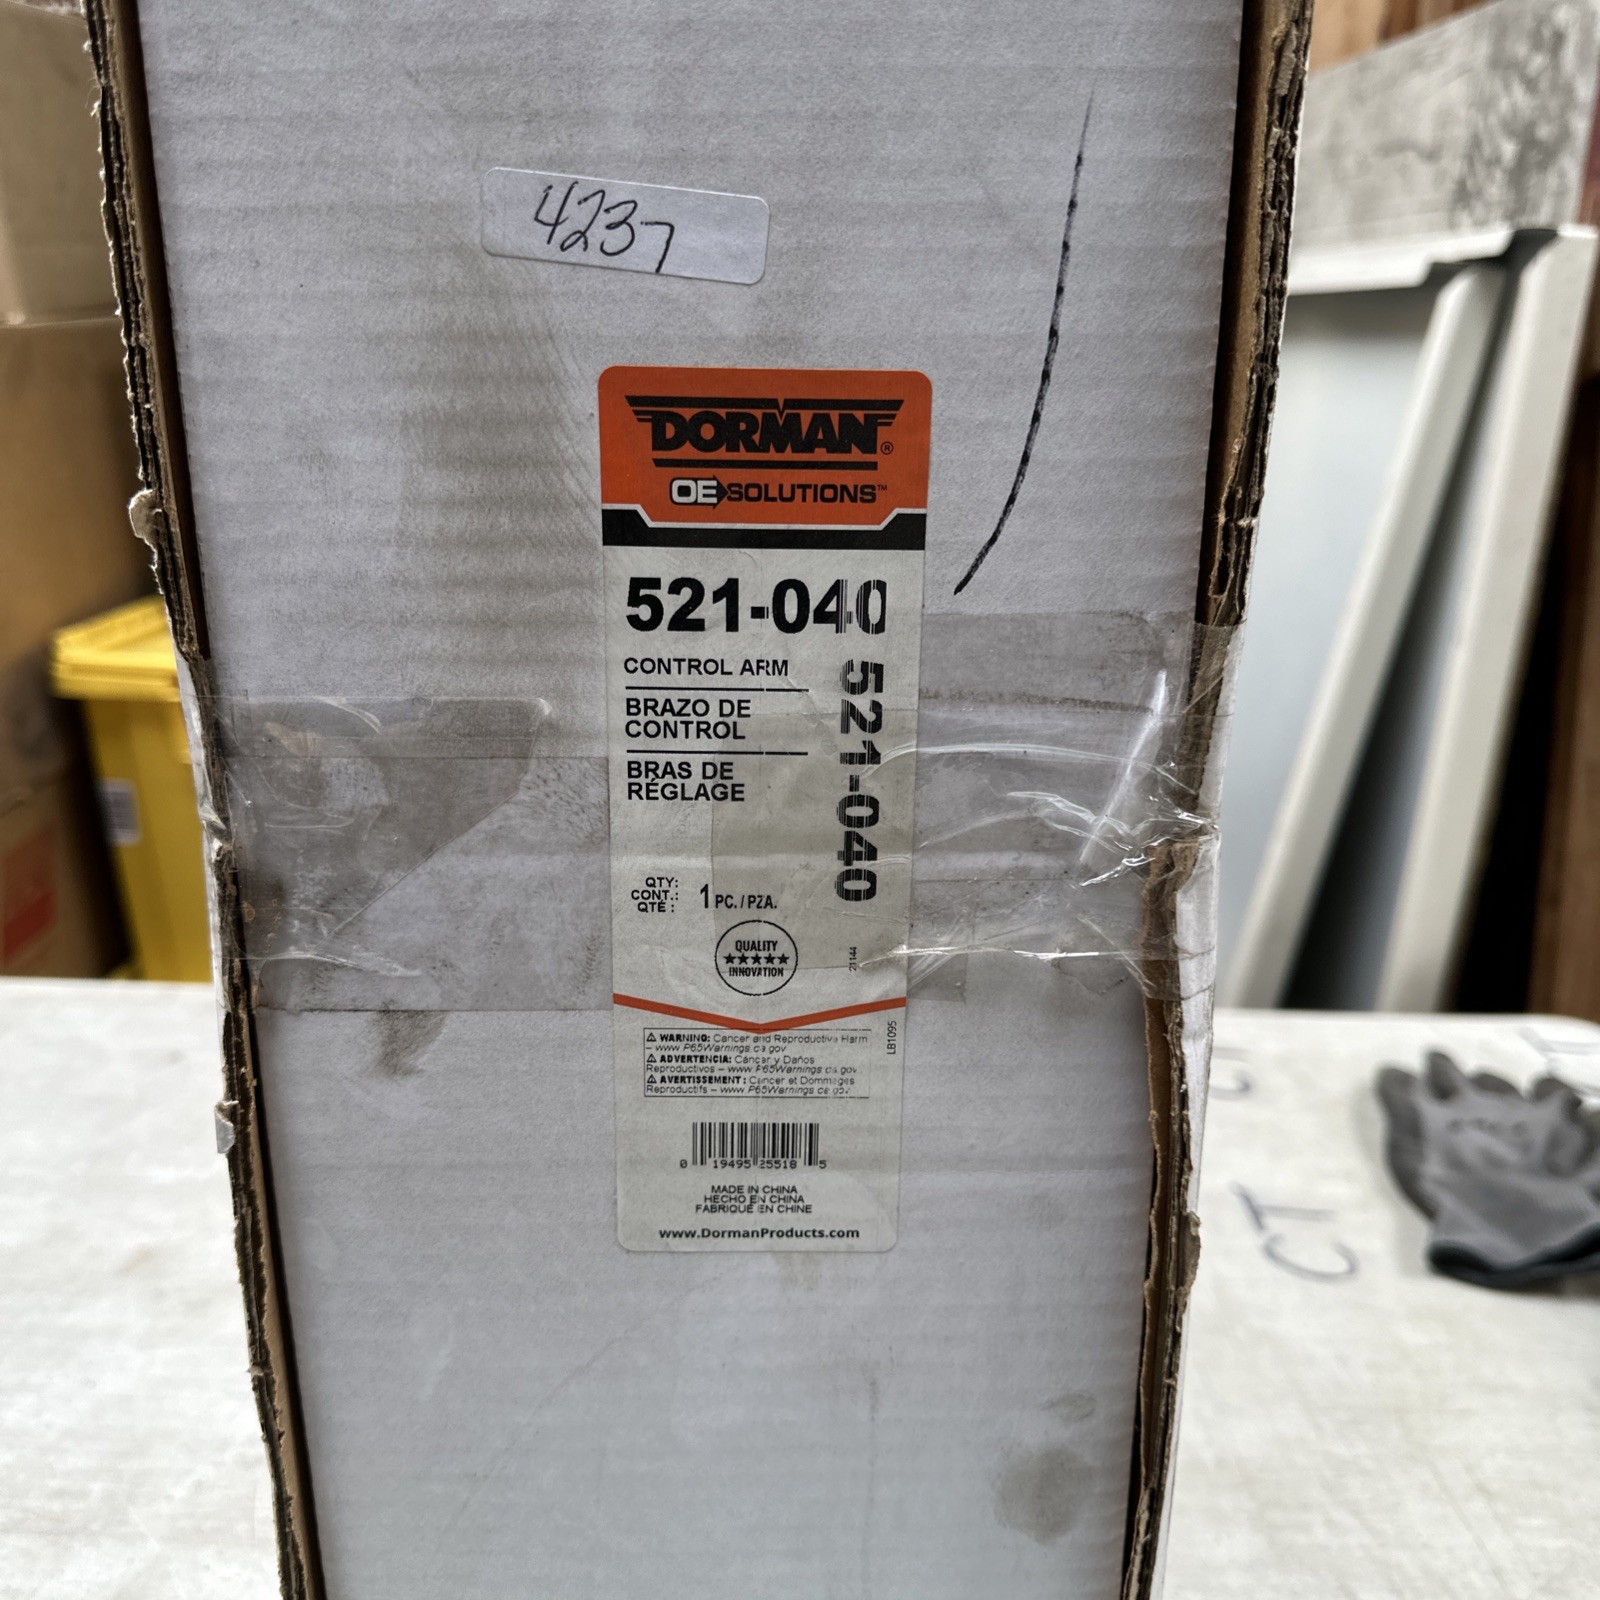 4237
DORMAN®
OE SOLUTIONS™
521-040
CONTROL ARM
BRAZO DE
CONTROL
BRAS DE
RÉGLAGE
521-040
QTY:
CONT.:
QTÉ :
1 PC. / PZA.
QUALITY
★★★★★
INNOVATION
21144
LB1095
⚠ WARNING: Cancer and Reproductive Harm
– www.P65Warnings.ca.gov
⚠ ADVERTENCIA: Cáncer y Daños
Reproductivos – www.P65Warnings.ca.gov.
⚠ AVERTISSEMENT : Cancer et Dommages
Reproductifs – www.P65Warnings.ca.gov.
0 19495 25518 5
MADE IN CHINA
HECHO EN CHINA
FABRIQUÉ EN CHINE
www.DormanProducts.com
CT